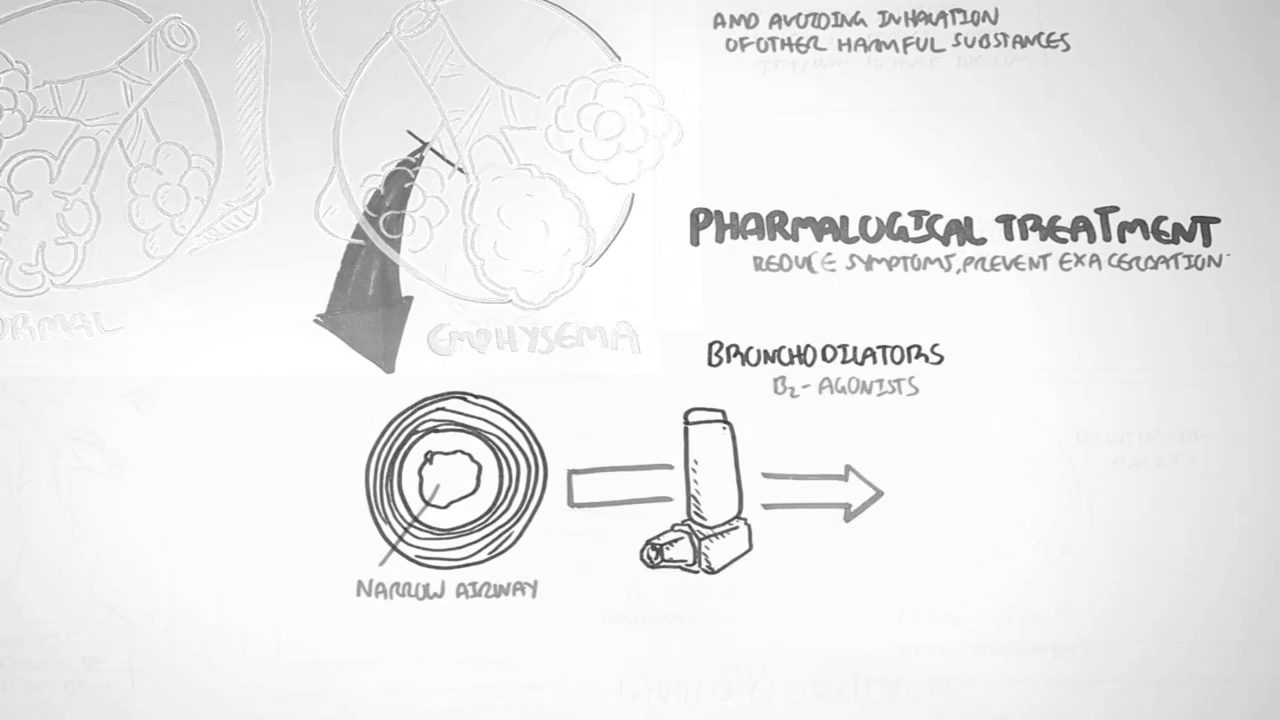 AND AVOIDING INHALATION
OF OTHER HARMFUL SUBSTANCES
PHARMALOGICAL TREATMENT
REDUCE SYMPTOMS, PREVENT EXACERBATION
ORMAL
EMPHYSEMA
BRONCHODILATORS
B2- AGONISTS
NARROW AIRWAY